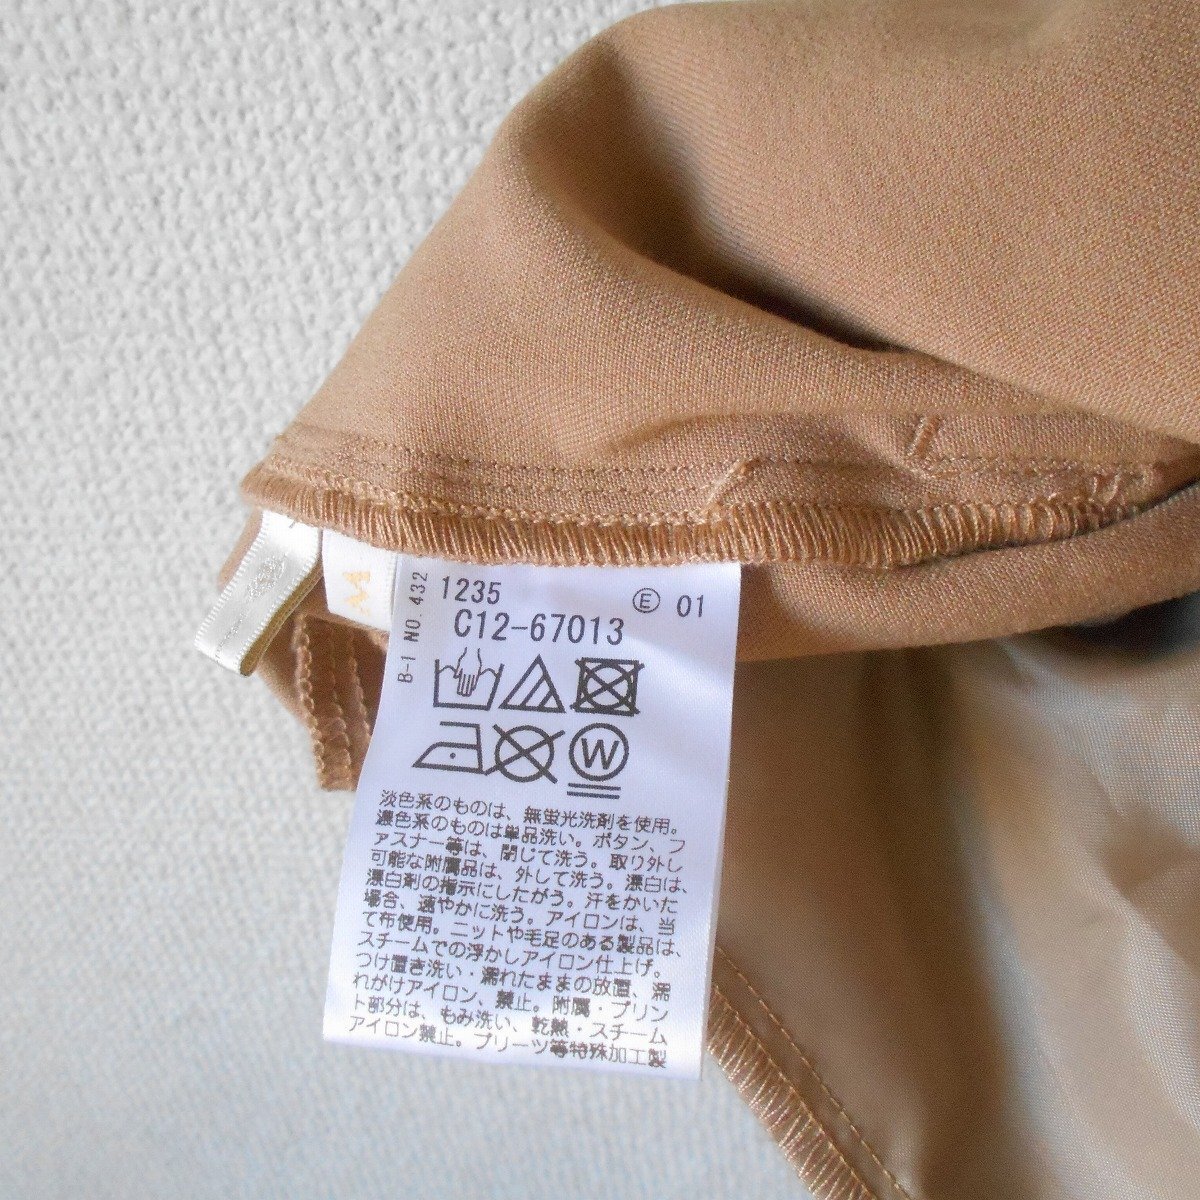 1235 Ⓔ 01
C12-67013
B-1 NO. 432
M
W
淡色系のものは、無蛍光洗剤を使用。
濃色系のものは単品洗い。ボタン、フ
ァスナー等は、閉じて洗う。取り外し
可能な附属品は、外して洗う。漂白は、
漂白剤の指示にしたがう。汗をかいた
場合、速やかに洗う。アイロンは、当
て布使用。ニットや毛足のある製品は、
スチームでの浮かしアイロン仕上げ。
つけ置き洗い・濡れたままの放置、濡
れがけアイロン、禁止。附属・プリン
ト部分は、もみ洗い、乾熱・スチーム
アイロン禁止。プリーツ等特殊加工製